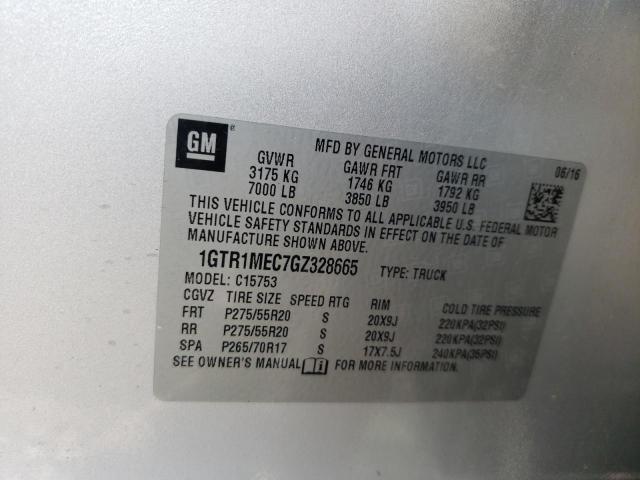 GM
MFD BY GENERAL MOTORS LLC
06/16
GVWR GAWR FRT GAWR RR
3175 KG 1746 KG 1792 KG
7000 LB 3850 LB 3950 LB
THIS VEHICLE CONFORMS TO ALL APPLICABLE U.S. FEDERAL MOTOR
VEHICLE SAFETY STANDARDS IN EFFECT ON THE DATE OF
MANUFACTURE SHOWN ABOVE.
1GTR1MEC7GZ328665 TYPE: TRUCK
MODEL: C15753
CGVZ TIRE SIZE SPEED RTG RIM COLD TIRE PRESSURE
FRT P275/55R20 S 20X9J 220KPA(32PSI)
RR P275/55R20 S 20X9J 220KPA(32PSI)
SPA P265/70R17 S 17X7.5J 240KPA(35PSI)
SEE OWNER'S MANUAL FOR MORE INFORMATION.